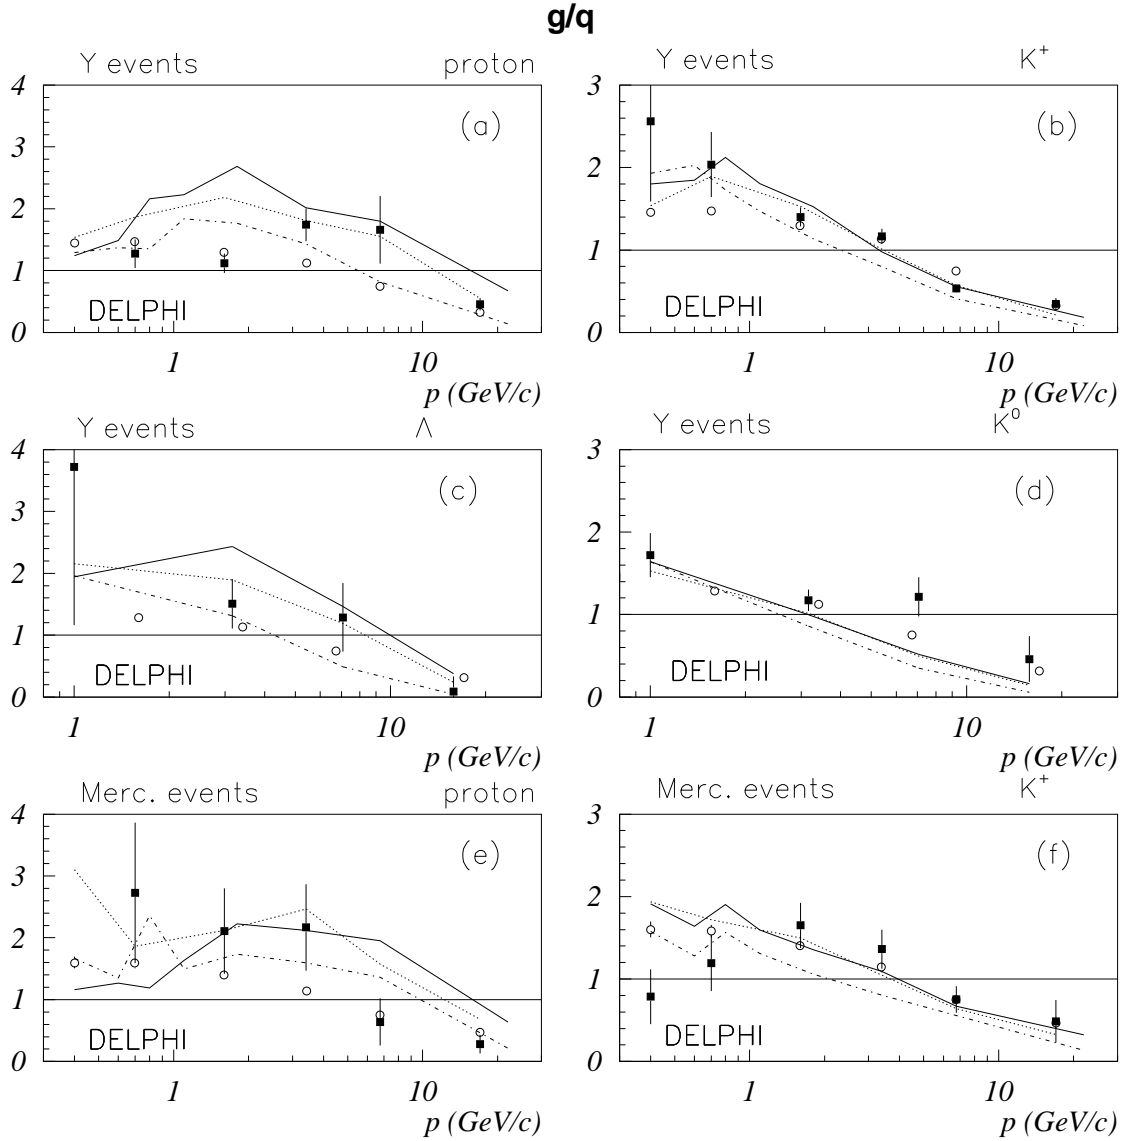 g/q
Y events proton
4
3
2
1
0
(a)
DELPHI
1 10
p (GeV/c)
Y events K+
3
2
1
0
(b)
DELPHI
1 10
p (GeV/c)
Y events Λ
4
3
2
1
0
(c)
DELPHI
1 10
p (GeV/c)
Y events K0
3
2
1
0
(d)
DELPHI
1 10
p (GeV/c)
Merc. events proton
4
3
2
1
0
(e)
DELPHI
1 10
p (GeV/c)
Merc. events K+
3
2
1
0
(f)
DELPHI
1 10
p (GeV/c)